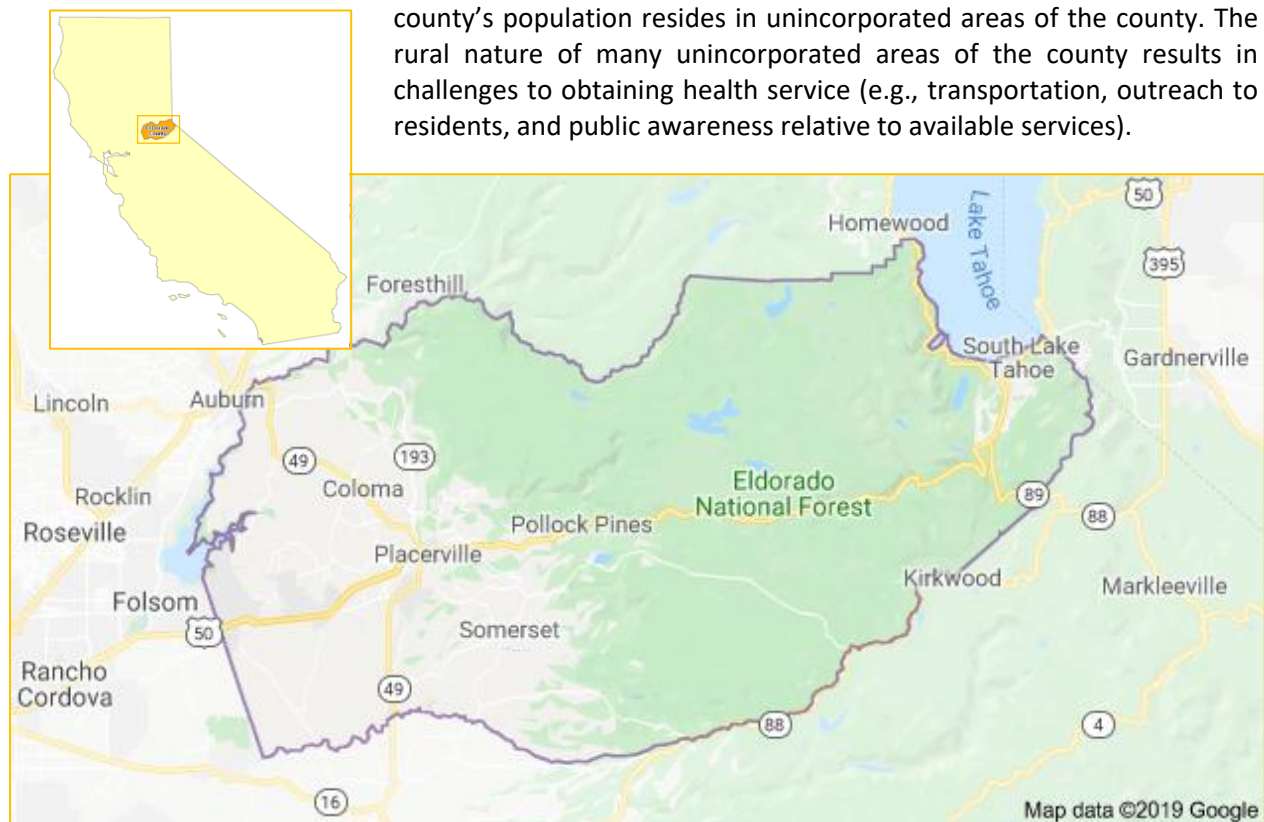 county's population resides in unincorporated areas of the county. The
rural nature of many unincorporated areas of the county results in
challenges to obtaining health service (e.g., transportation, outreach to
residents, and public awareness relative to available services).
El Dorado
County
50
Homewood
Lake Tahoe
395
Foresthill
South Lake
Tahoe
Gardnerville
Lincoln
Auburn
49
193
Coloma
Eldorado
National Forest
Rocklin
Roseville
Pollock Pines
89
88
Placerville
Kirkwood
Markleeville
Folsom
50
Somerset
Rancho
Cordova
49
88
4
16
Map data ©2019 Google